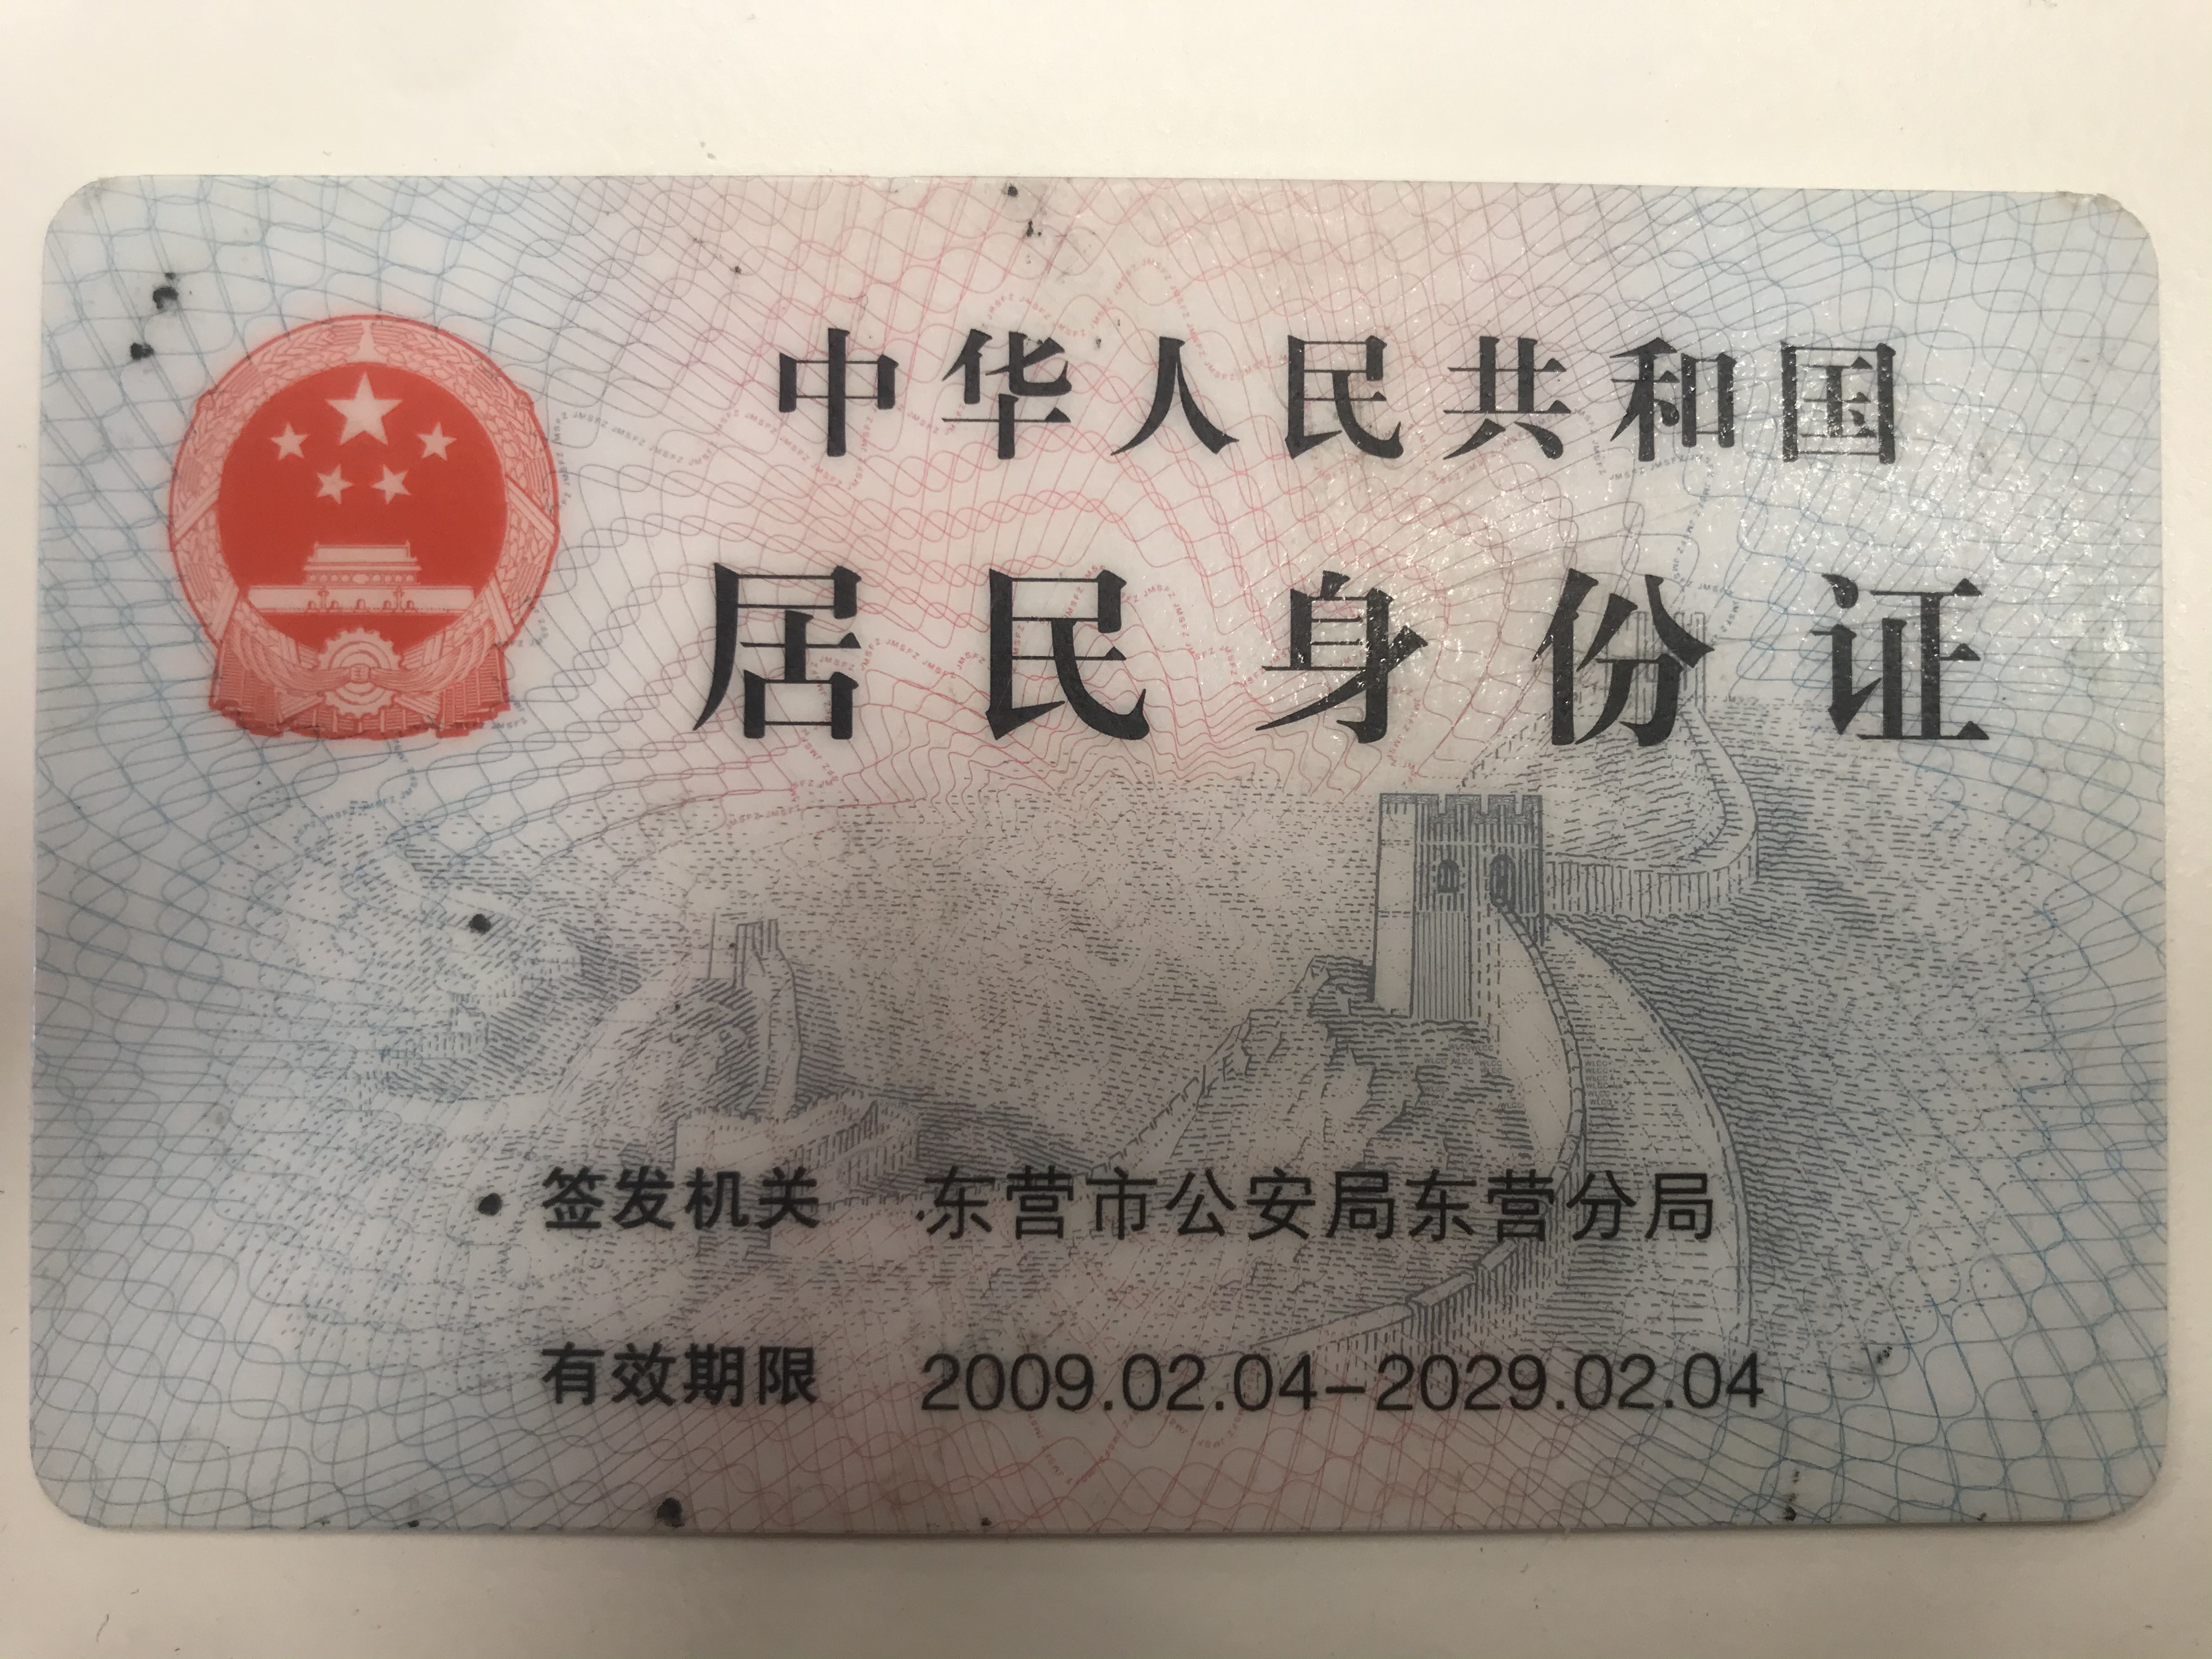 中华人民共和国
居民身份证
签发机关 东营市公安局东营分局
有效期限 2009.02.04-2029.02.04